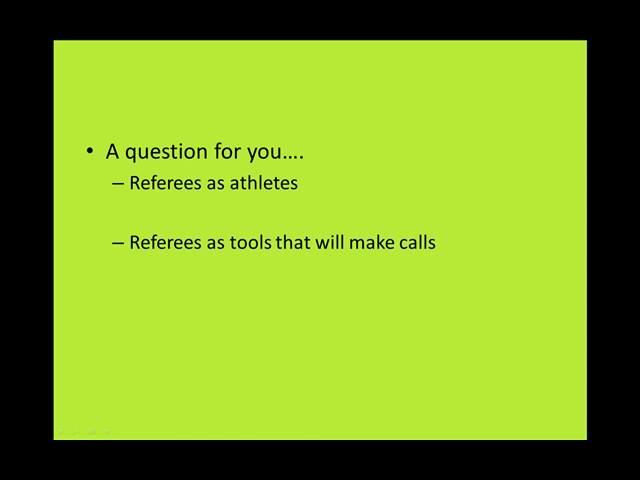 • A question for you….
– Referees as athletes
– Referees as tools that will make calls